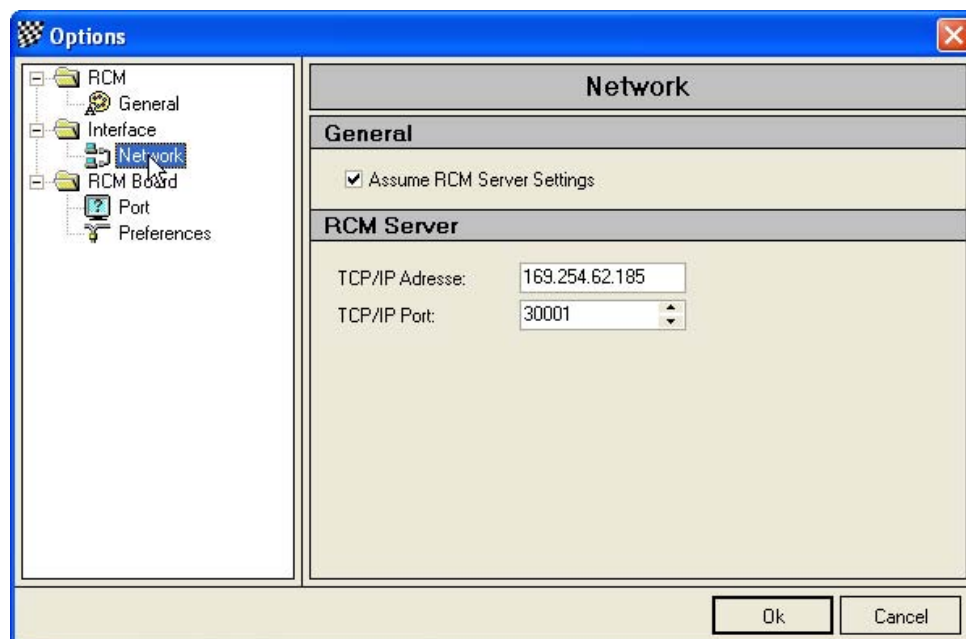 Options
RCM
General
Interface
Network
RCM Board
Port
Preferences
Network
General
Assume RCM Server Settings
RCM Server
TCP/IP Adresse: 169.254.62.185
TCP/IP Port: 30001
Ok Cancel